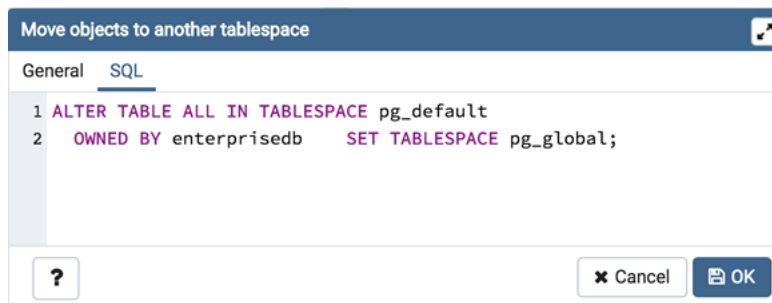 Move objects to another tablespace
General SQL
1 ALTER TABLE ALL IN TABLESPACE pg_default
2 OWNED BY enterprisedb SET TABLESPACE pg_global;
? Cancel OK